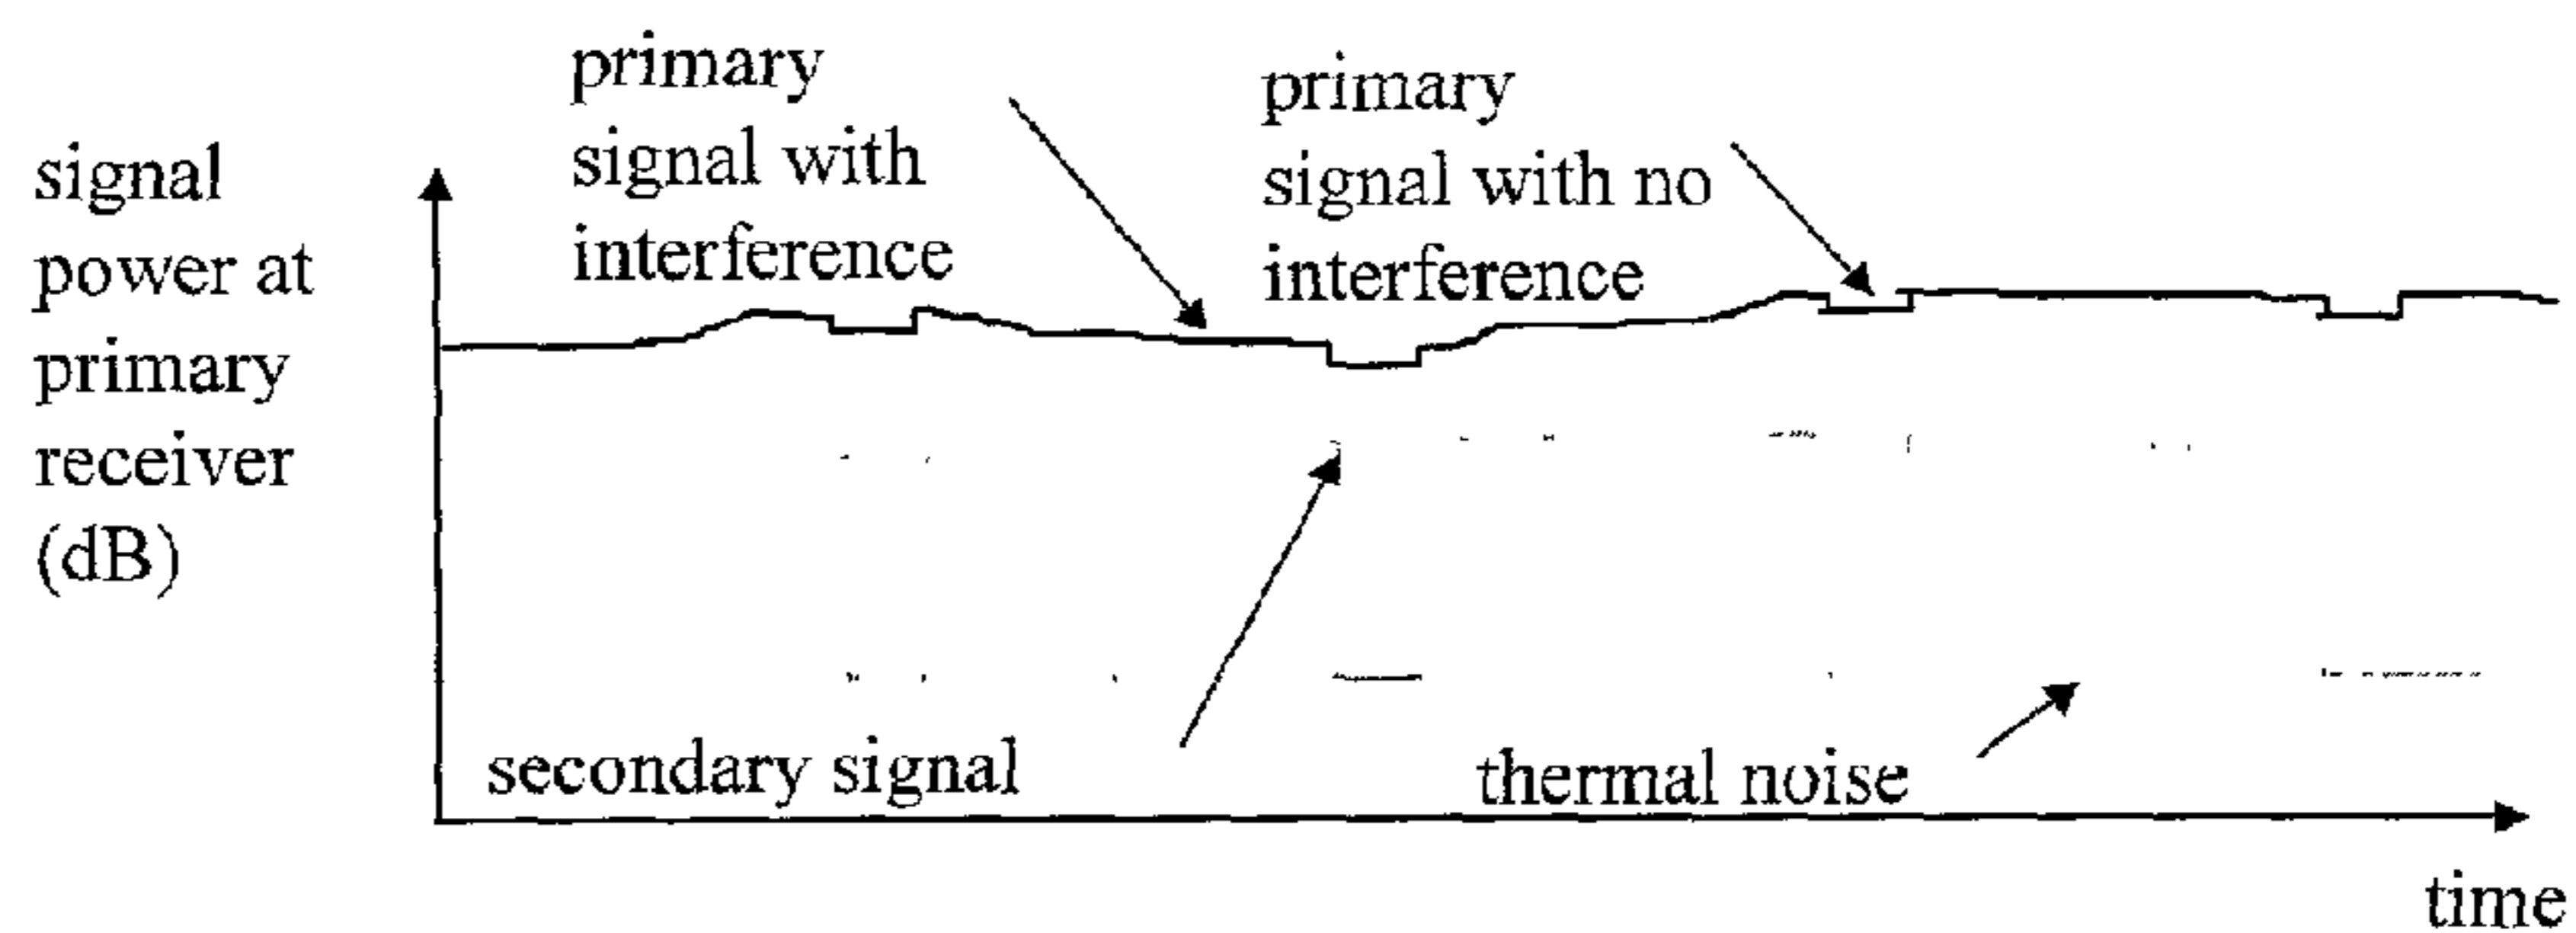 signal
power at
primary
receiver
(dB)
primary
signal with
interference
primary
signal with no
interference
secondary signal
thermal noise
time